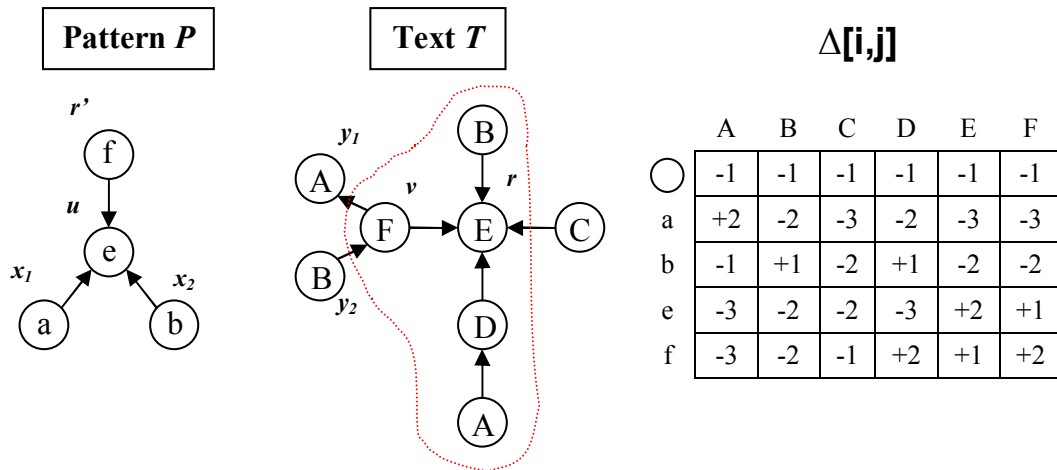 Pattern P
r'
f
u
e
x1
x2
a
b
Text T
B
y1
v
r
A
F
E
C
B
y2
D
A
Δ[i,j]
A B C D E F
-1 -1 -1 -1 -1 -1
a +2 -2 -3 -2 -3 -3
b -1 +1 -2 +1 -2 -2
e -3 -2 -2 -3 +2 +1
f -3 -2 -1 +2 +1 +2